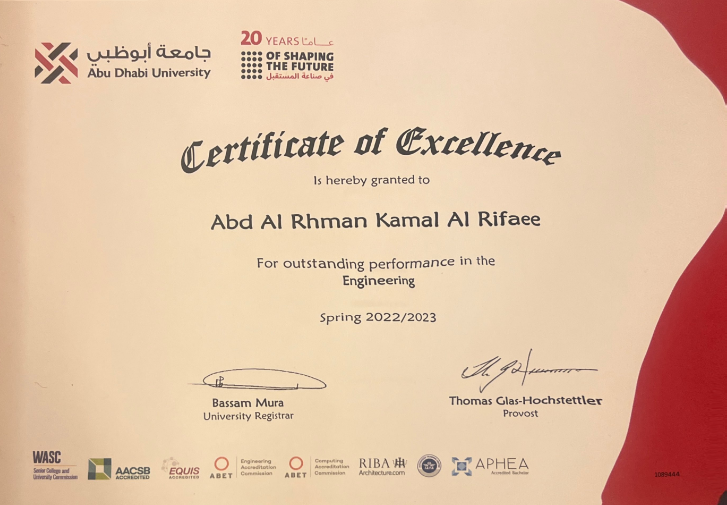 جامعة أبوظبي
Abu Dhabi University
20 YEARS عامًا
OF SHAPING
THE FUTURE
في صناعة المستقبل
Certificate of Excellence
Is hereby granted to
Abd Al Rhman Kamal Al Rifaee
For outstanding performance in the
Engineering
Spring 2022/2023
Bassam Mura
University Registrar
Thomas Glas-Hochstettler
Provost
WASC
Senior College and
University Commission
AACSB
ACCREDITED
EQUIS
ACCREDITED
ABET
Engineering
Accreditation
Commission
ABET
Computing
Accreditation
Commission
RIBA
Architecture.com
APHEA
Accredited Bachelor